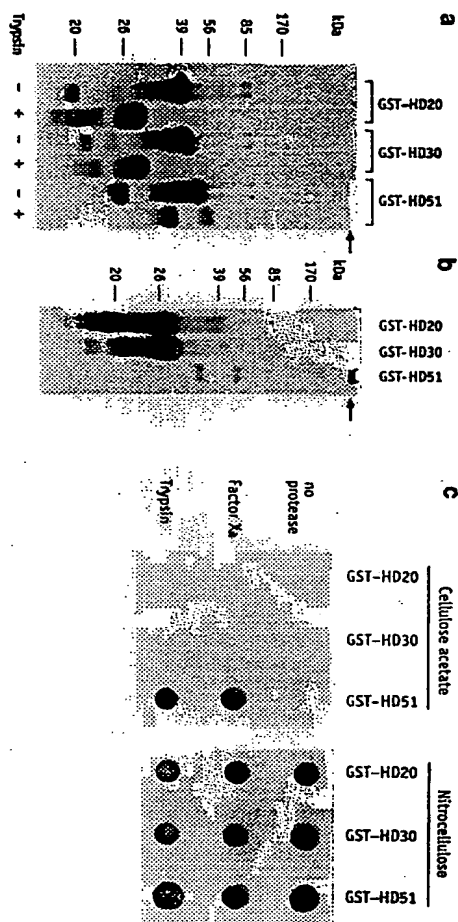 a
kDa
170
85
56
39
26
20
Trypsin
GST-HD20
GST-HD30
GST-HD51
- + - + - +
b
kDa
170
85
56
39
26
20
GST-HD20
GST-HD30
GST-HD51
c
Cellulose acetate
Nitrocellulose
GST-HD20
GST-HD30
GST-HD51
GST-HD20
GST-HD30
GST-HD51
no protease
Factor Xa
Trypsin